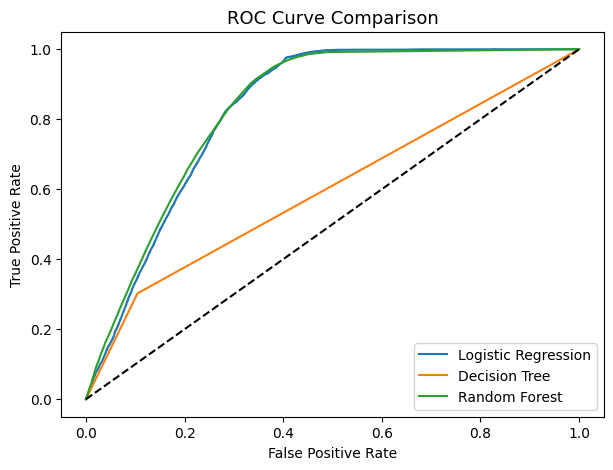 ROC Curve Comparison
True Positive Rate
1.0
0.8
0.6
0.4
0.2
0.0
Logistic Regression
Decision Tree
Random Forest
0.0 0.2 0.4 0.6 0.8 1.0
False Positive Rate